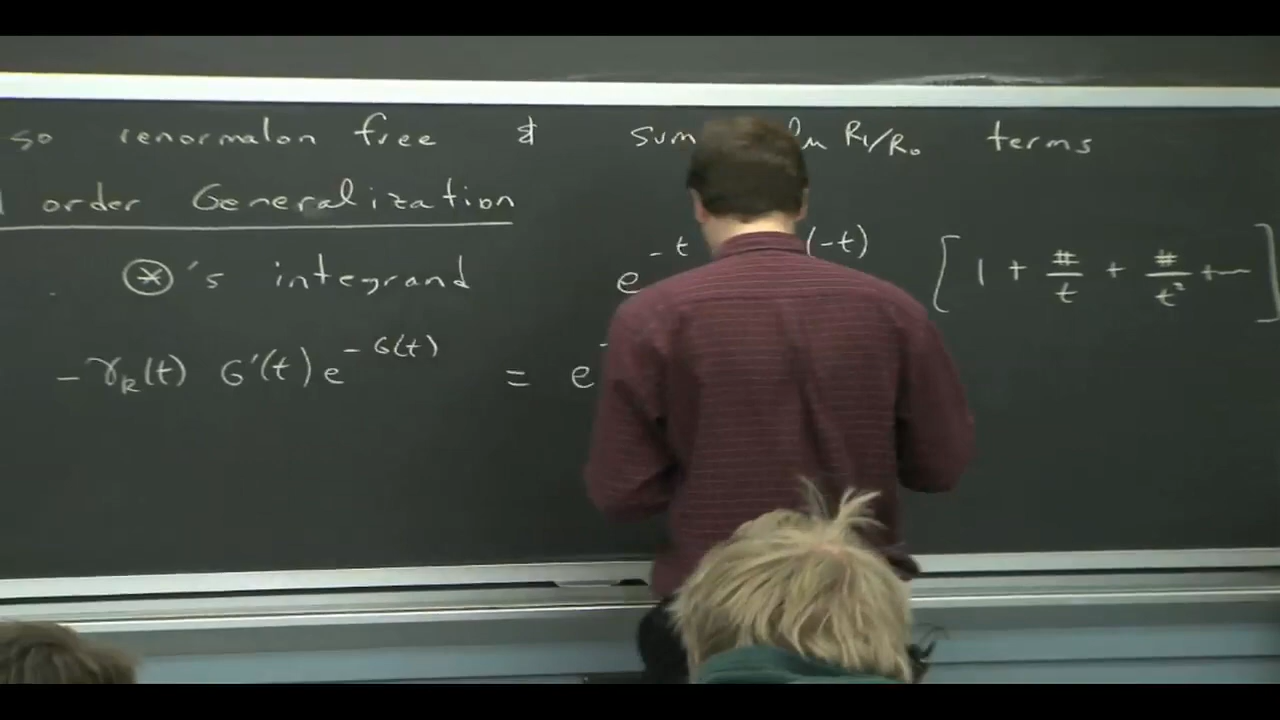 so renormalon free & sum ln R₁/R₀ terms
order Generalization
⊛'s integrand e^{-t} (-t) [1 + #/t + #/t² + ⋯]
-γ_R(t) G'(t) e^{-G(t)} = e